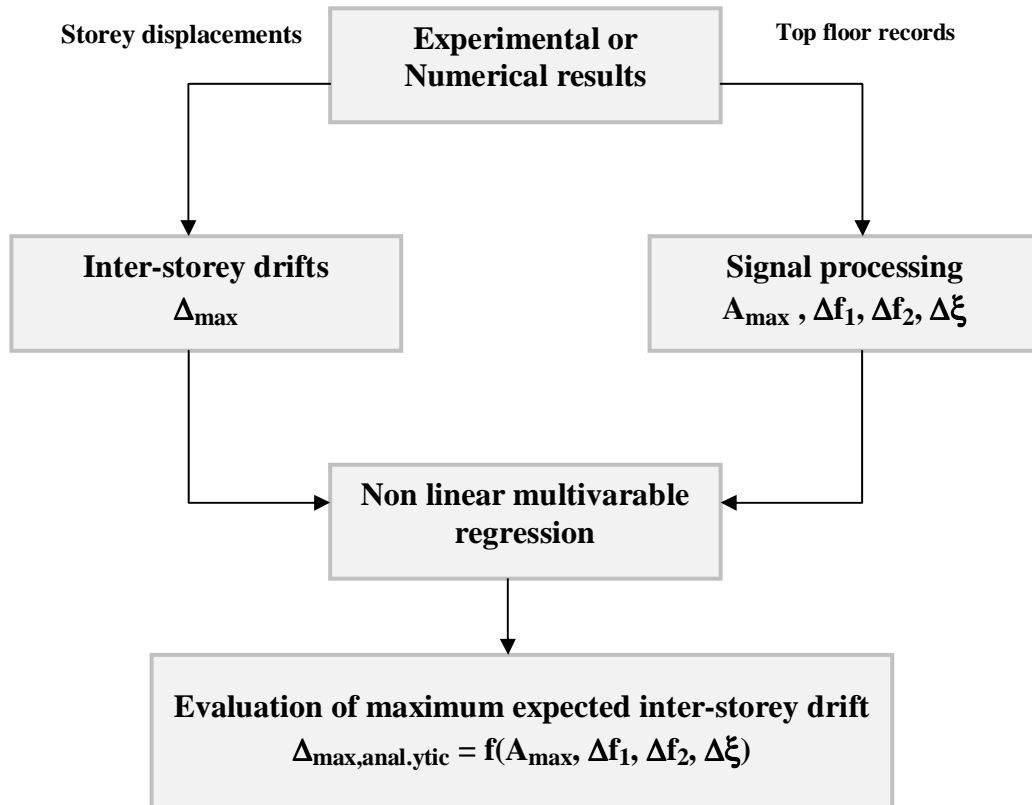 Storey displacements
Experimental or
Numerical results
Top floor records
Inter-storey drifts
Δmax
Signal processing
Amax , Δf1, Δf2, Δξ
Non linear multivarable
regression
Evaluation of maximum expected inter-storey drift
Δmax,anal.ytic = f(Amax, Δf1, Δf2, Δξ)